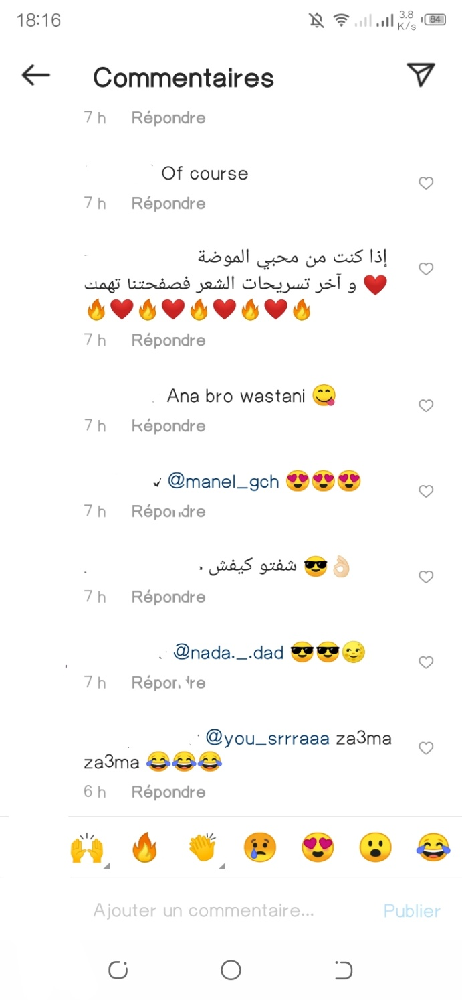 18:16
3.8
K/s
84
Commentaires
7 h Répondre
Of course
7 h Répondre
إذا كنت من محبي الموضة
و آخر تسريحات الشعر فصفحتنا تهمك ❤️
🔥❤️🔥❤️🔥❤️🔥❤️🔥
7 h Répondre
Ana bro wastani 😋
7 h Répondre
@manel_gch 😍😍😍
7 h Répondre
شفتو كيفش . 😎👌🏻
7 h Répondre
@nada._.dad 😎😎🌝
7 h Répondre
@you_srrraaa za3ma
za3ma 😂😂😂
6 h Répondre
🙌🔥👏😢😍😮😂
Ajouter un commentaire... Publier